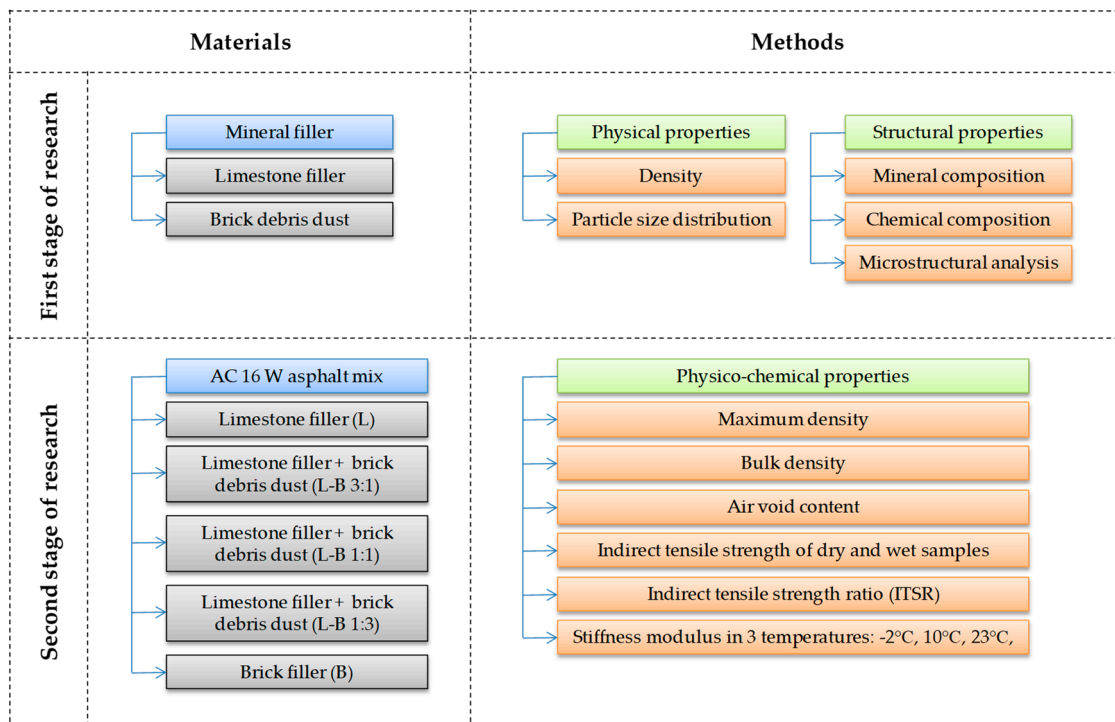 Materials
Methods
First stage of research
Mineral filler
Limestone filler
Brick debris dust
Physical properties
Density
Particle size distribution
Structural properties
Mineral composition
Chemical composition
Microstructural analysis
Second stage of research
AC 16 W asphalt mix
Limestone filler (L)
Limestone filler + brick
debris dust (L-B 3:1)
Limestone filler + brick
debris dust (L-B 1:1)
Limestone filler + brick
debris dust (L-B 1:3)
Brick filler (B)
Physico-chemical properties
Maximum density
Bulk density
Air void content
Indirect tensile strength of dry and wet samples
Indirect tensile strength ratio (ITSR)
Stiffness modulus in 3 temperatures: -2°C, 10°C, 23°C,